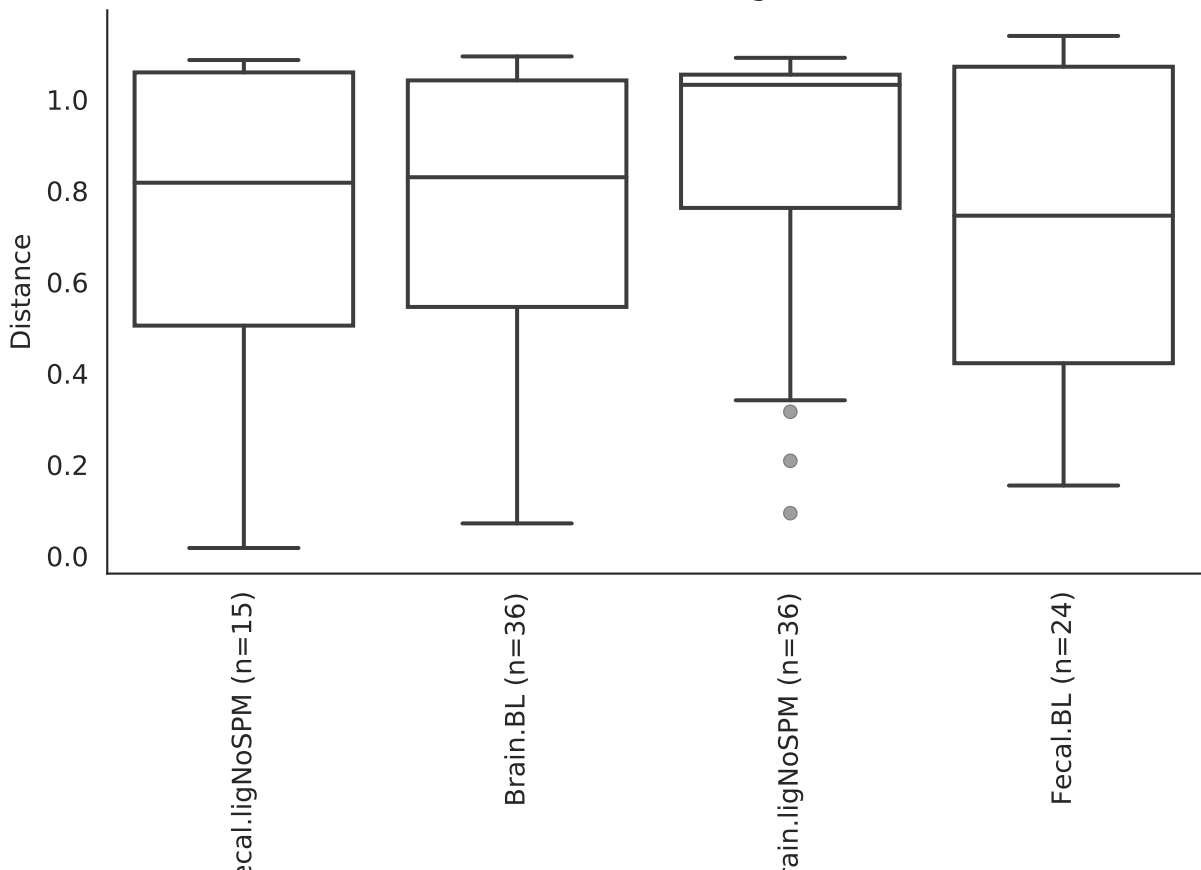 Distance
1.0
0.8
0.6
0.4
0.2
0.0
ecal.ligNoSPM (n=15)
Brain.BL (n=36)
rain.ligNoSPM (n=36)
Fecal.BL (n=24)